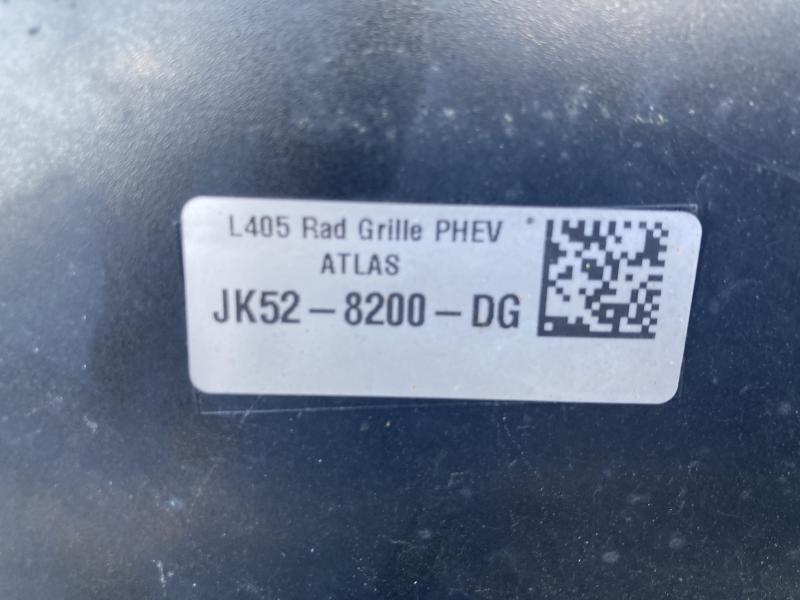 L405 Rad Grille PHEV
ATLAS
JK52-8200-DG